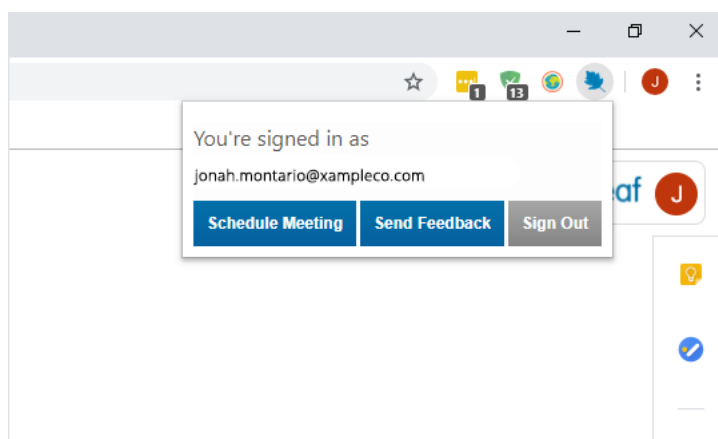 1
13
J
You're signed in as
jonah.montario@xampleco.com
af
J
Schedule Meeting Send Feedback Sign Out